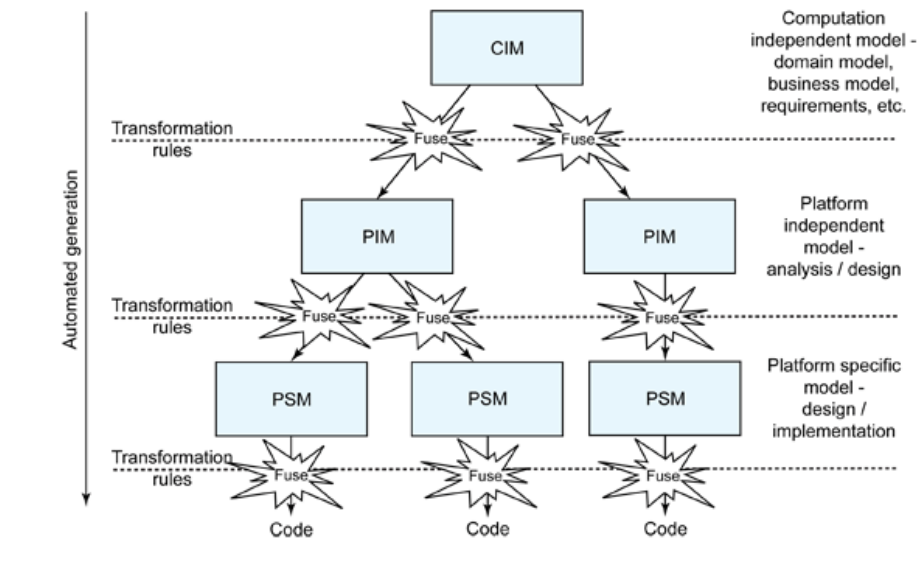 CIM
Computation
independent model -
domain model,
business model,
requirements, etc.
Transformation
rules
Fuse
Fuse
Automated generation
PIM
PIM
Platform
independent
model -
analysis / design
Transformation
rules
Fuse
Fuse
Fuse
PSM
PSM
PSM
Platform specific
model -
design /
implementation
Transformation
rules
Fuse
Fuse
Fuse
Code
Code
Code